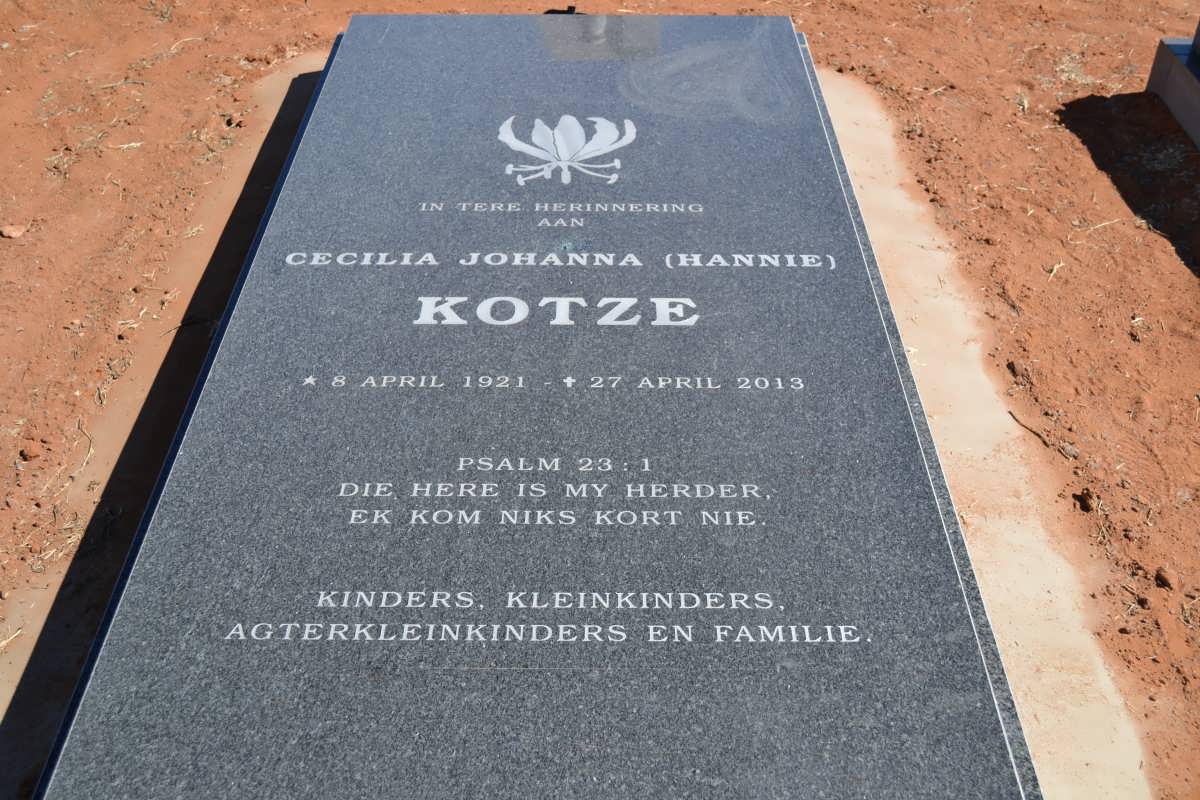 IN TERE HERINNERING
AAN
CECILIA JOHANNA (HANNIE)
KOTZE
★ 8 APRIL 1921 - ✝ 27 APRIL 2013
PSALM 23 : 1
DIE HERE IS MY HERDER,
EK KOM NIKS KORT NIE.
KINDERS, KLEINKINDERS,
AGTERKLEINKINDERS EN FAMILIE.